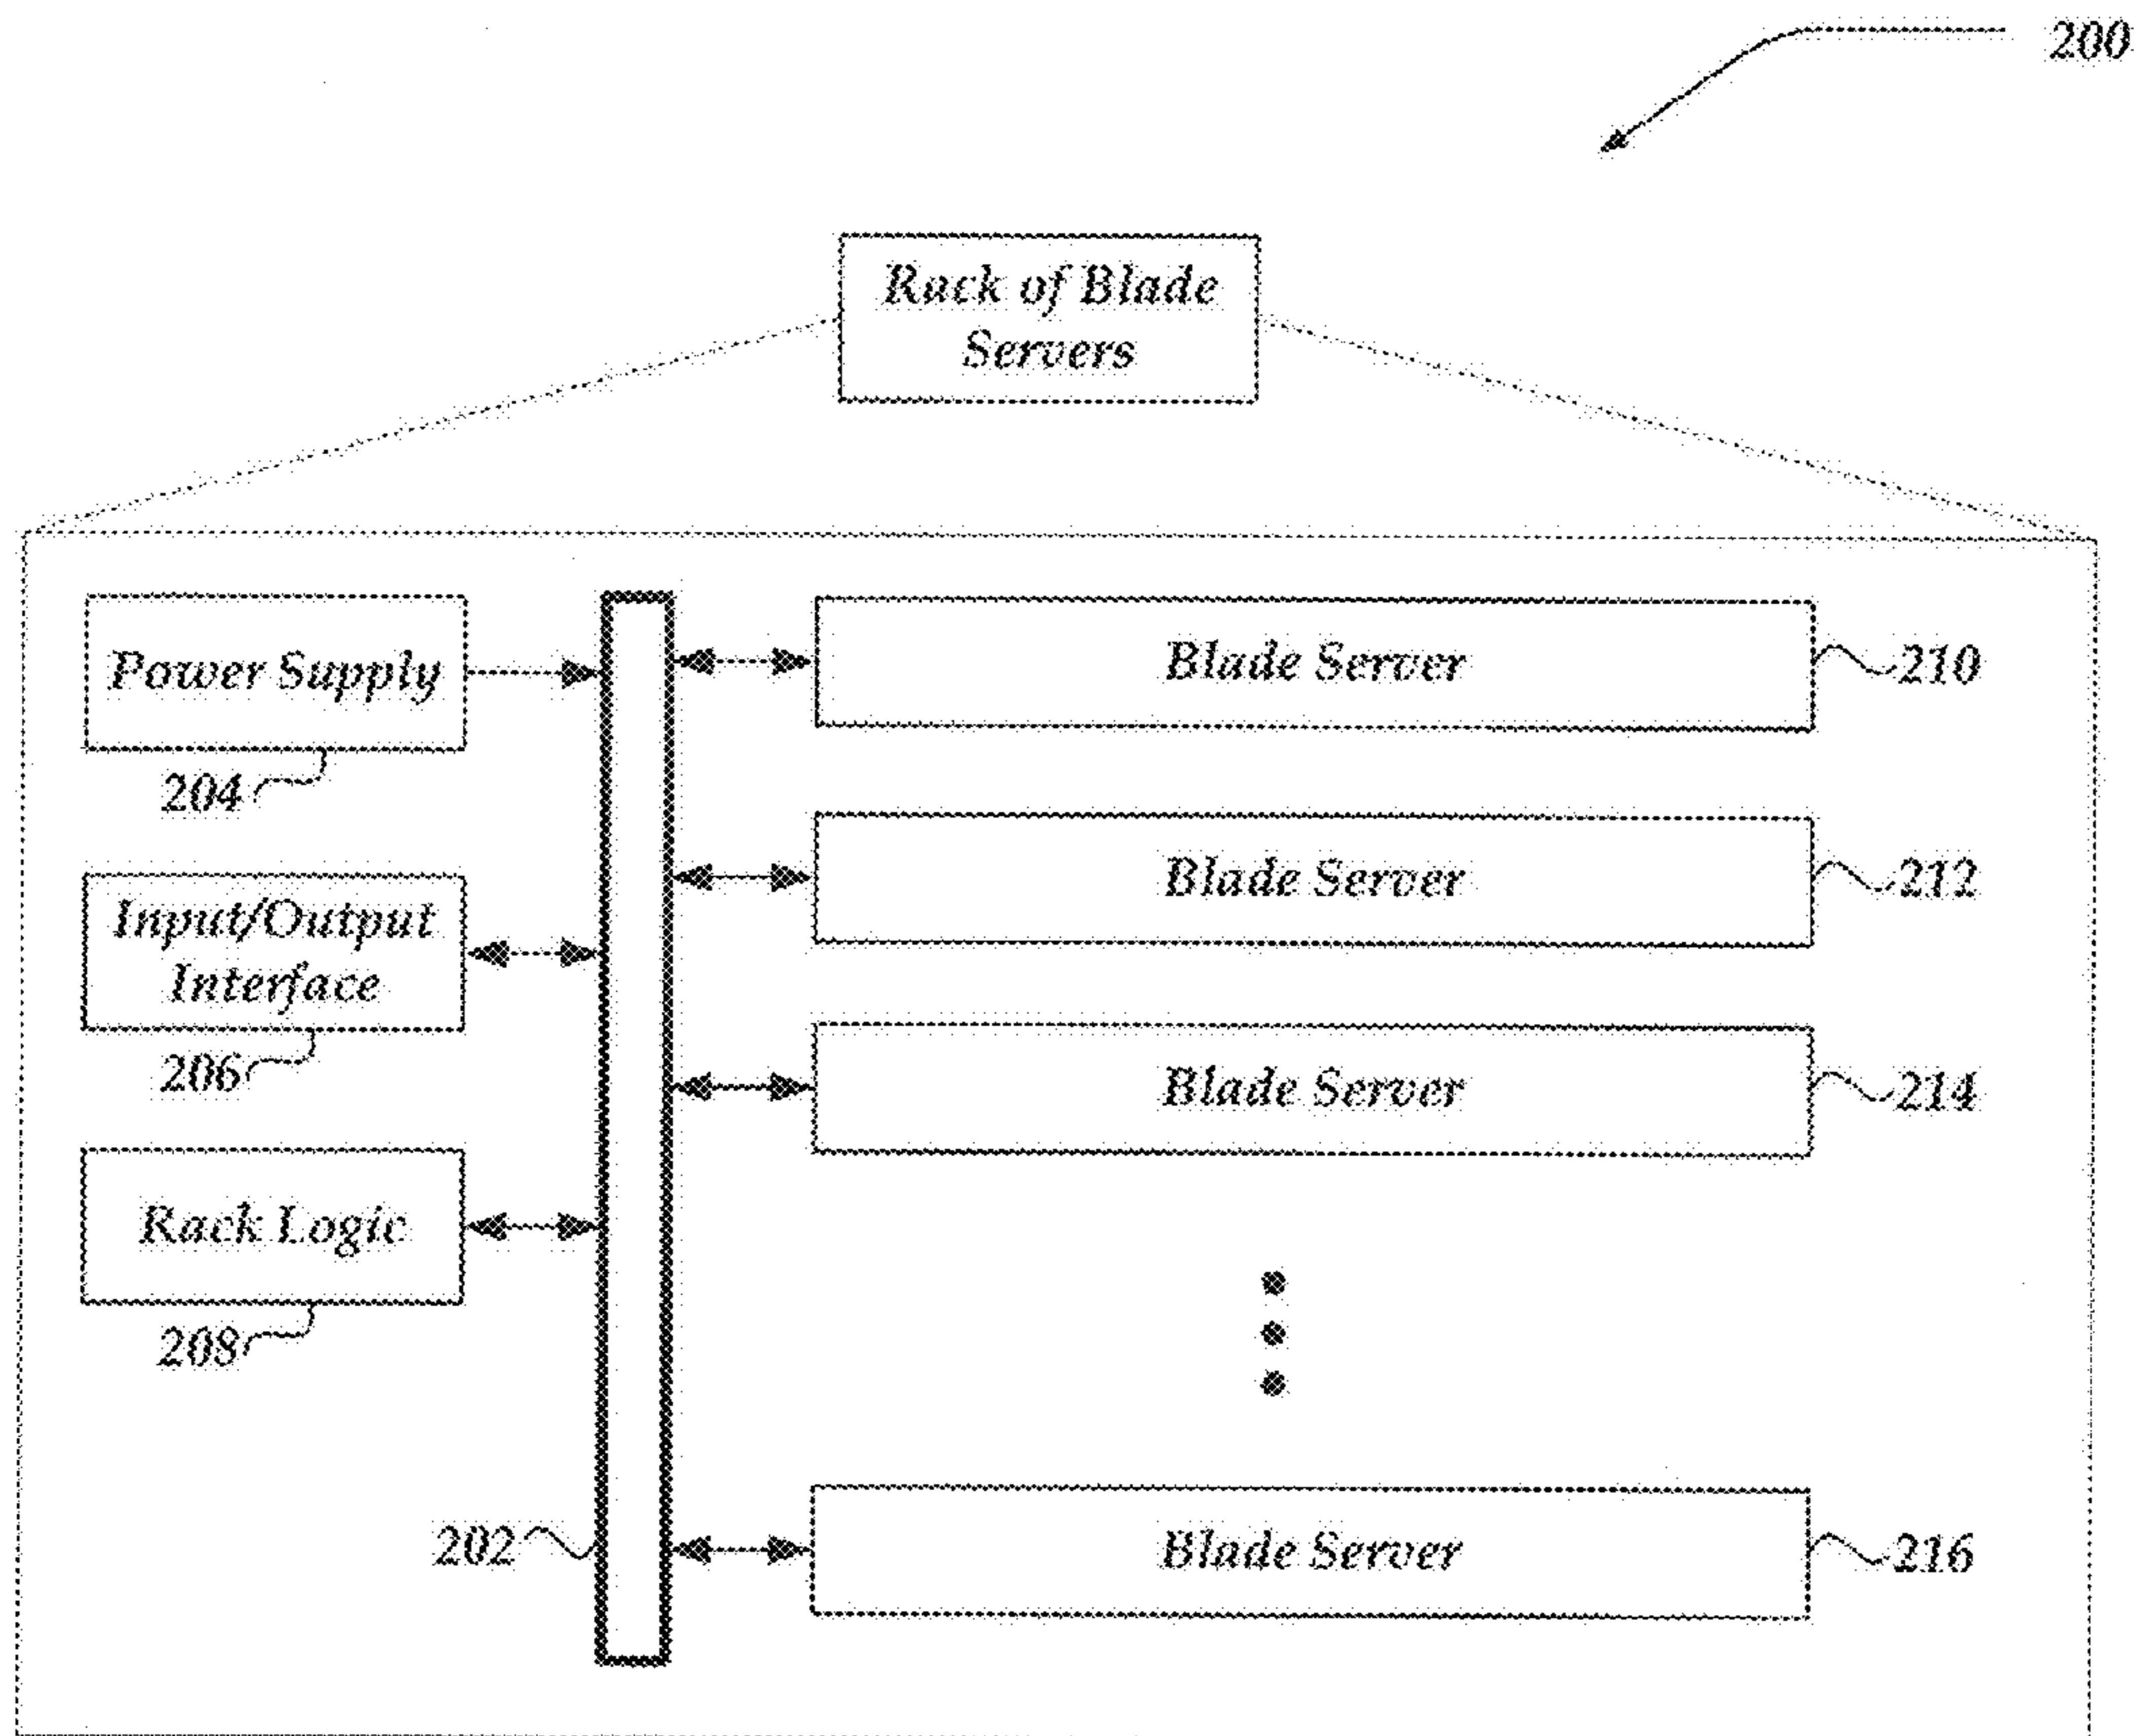 200
Rack of Blade
Servers
Power Supply
204
Input/Output
Interface
206
Rack Logic
208
202
Blade Server
210
Blade Server
212
Blade Server
214
Blade Server
216